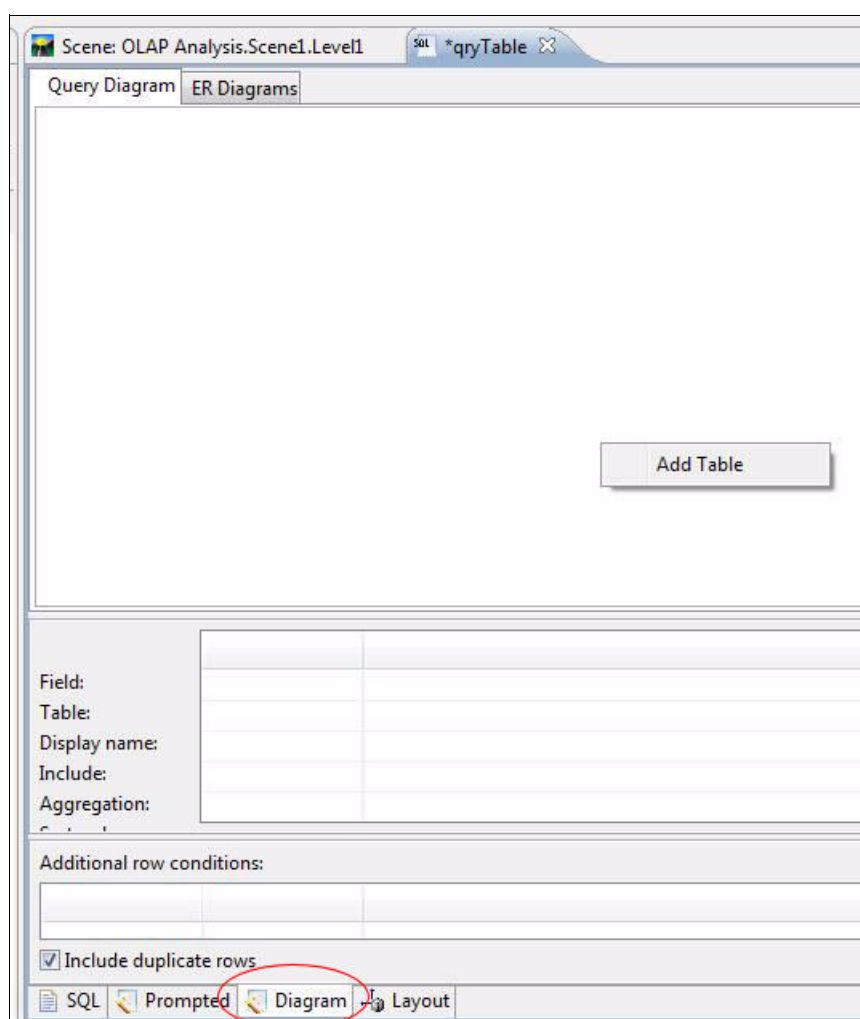 Scene: OLAP Analysis.Scene1.Level1 SQL *qryTable
Query Diagram ER Diagrams
Add Table
Field:
Table:
Display name:
Include:
Aggregation:
Additional row conditions:
Include duplicate rows
SQL Prompted Diagram Layout